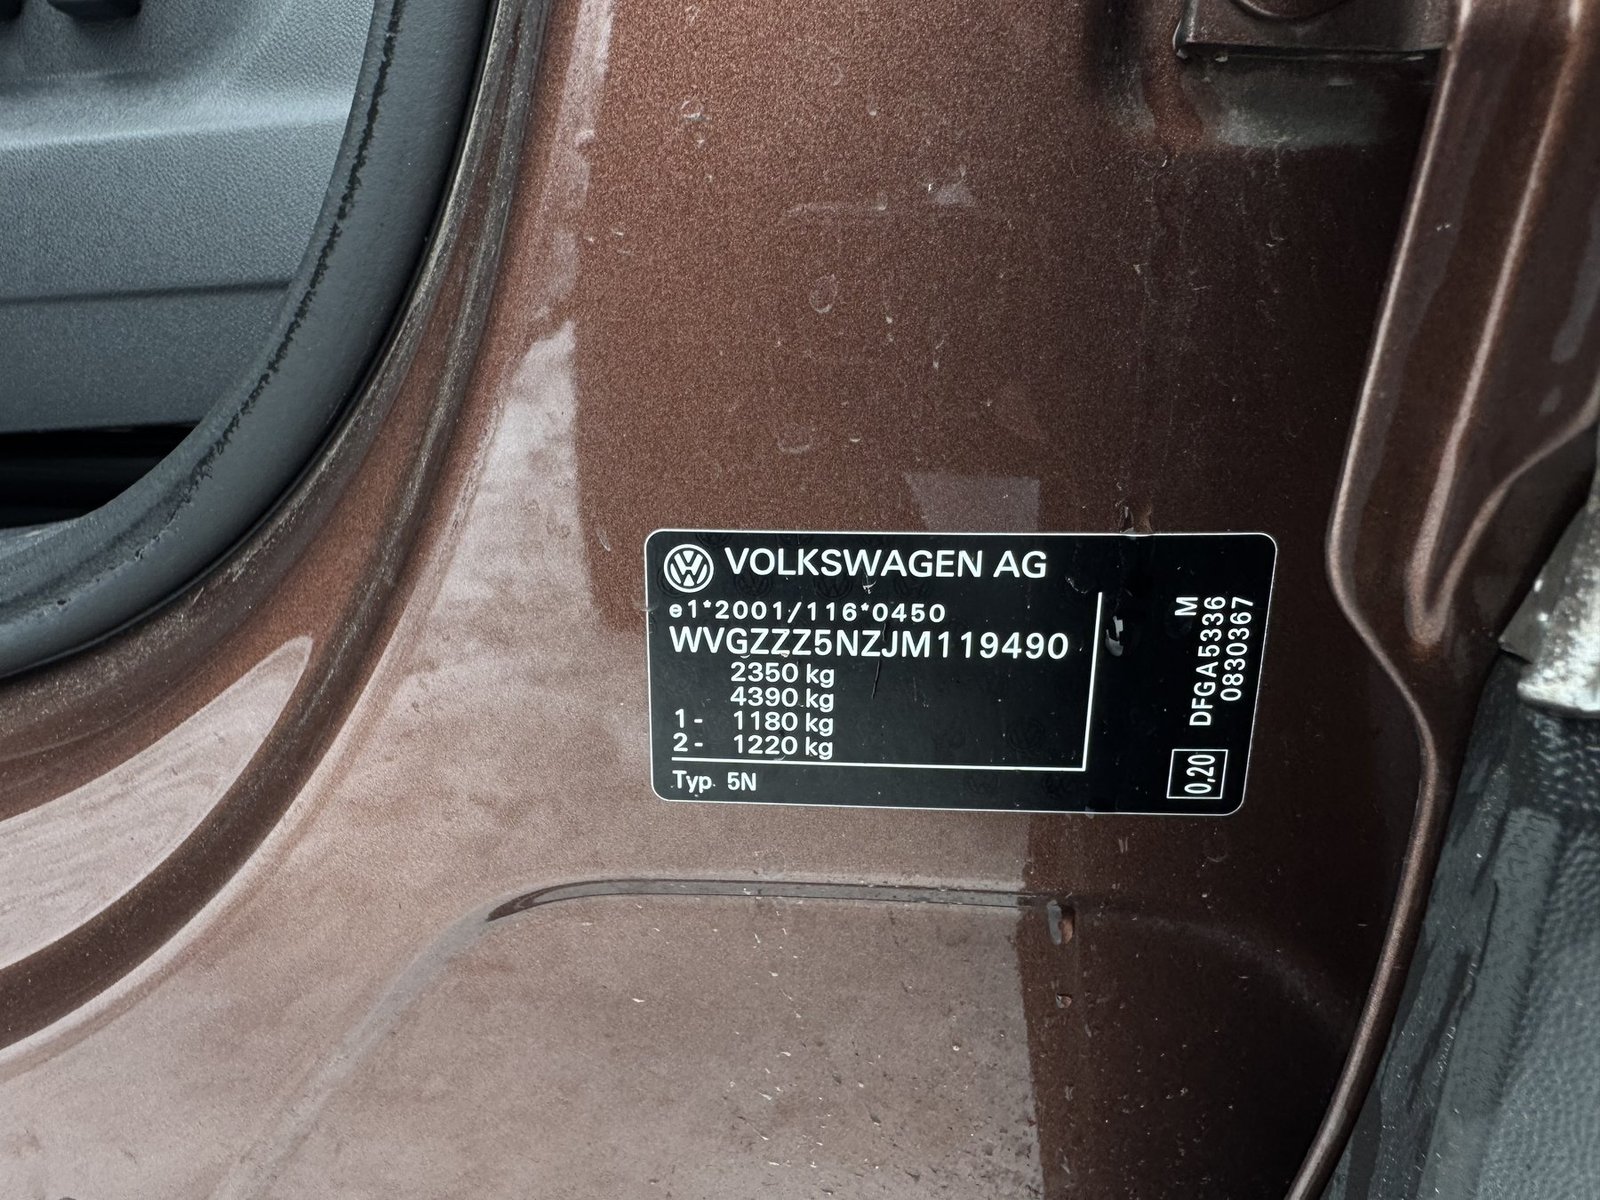 VOLKSWAGEN AG
e1*2001/116*0450
WVGZZZ5NZJM119490
2350 kg
4390 kg
1- 1180 kg
2- 1220 kg
Typ 5N
M
DFGA5336
0830367
0,20